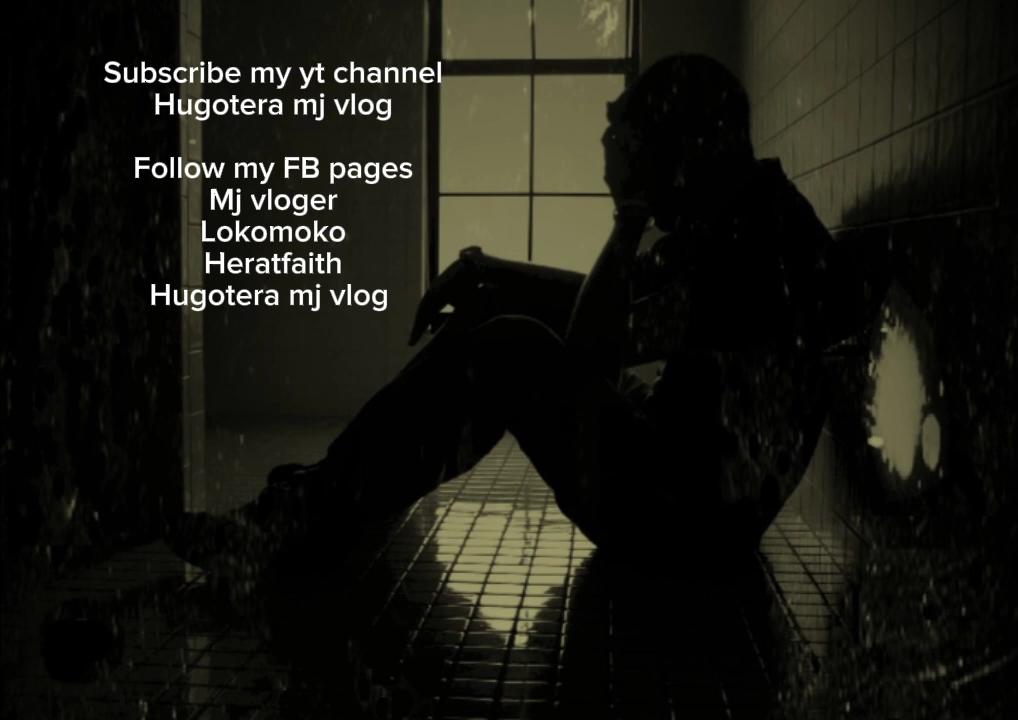 Subscribe my yt channel
Hugotera mj vlog
Follow my FB pages
Mj vloger
Lokomoko
Heratfaith
Hugotera mj vlog